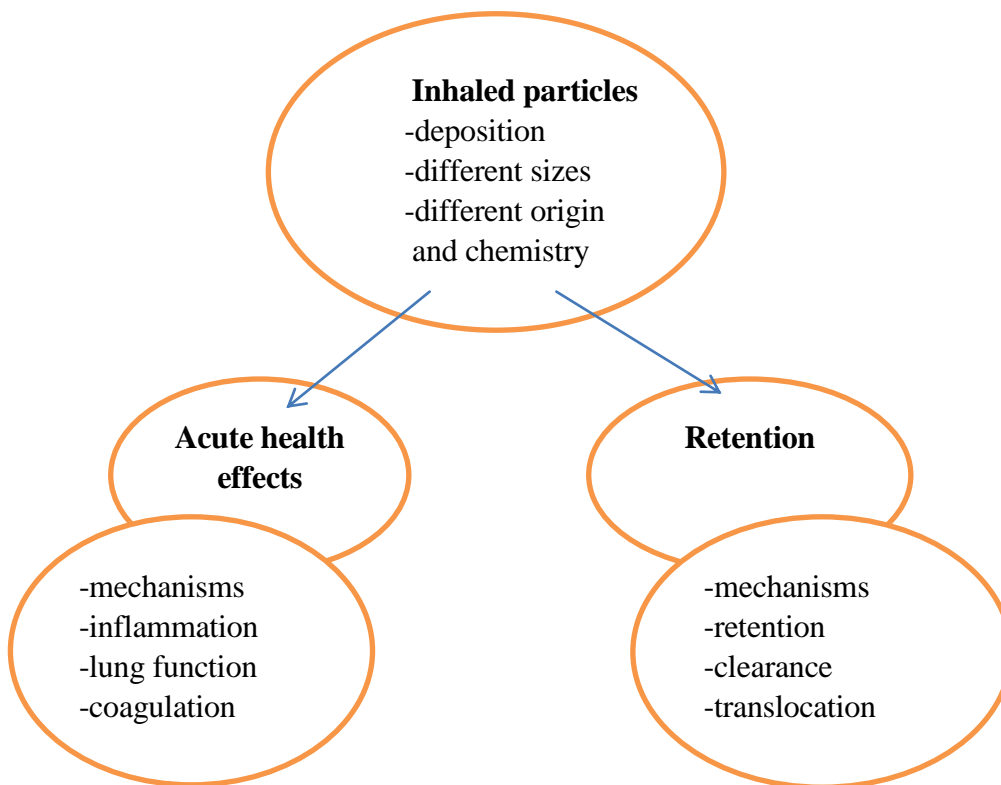 Inhaled particles
-deposition
-different sizes
-different origin
and chemistry
Acute health
effects
-mechanisms
-inflammation
-lung function
-coagulation
Retention
-mechanisms
-retention
-clearance
-translocation